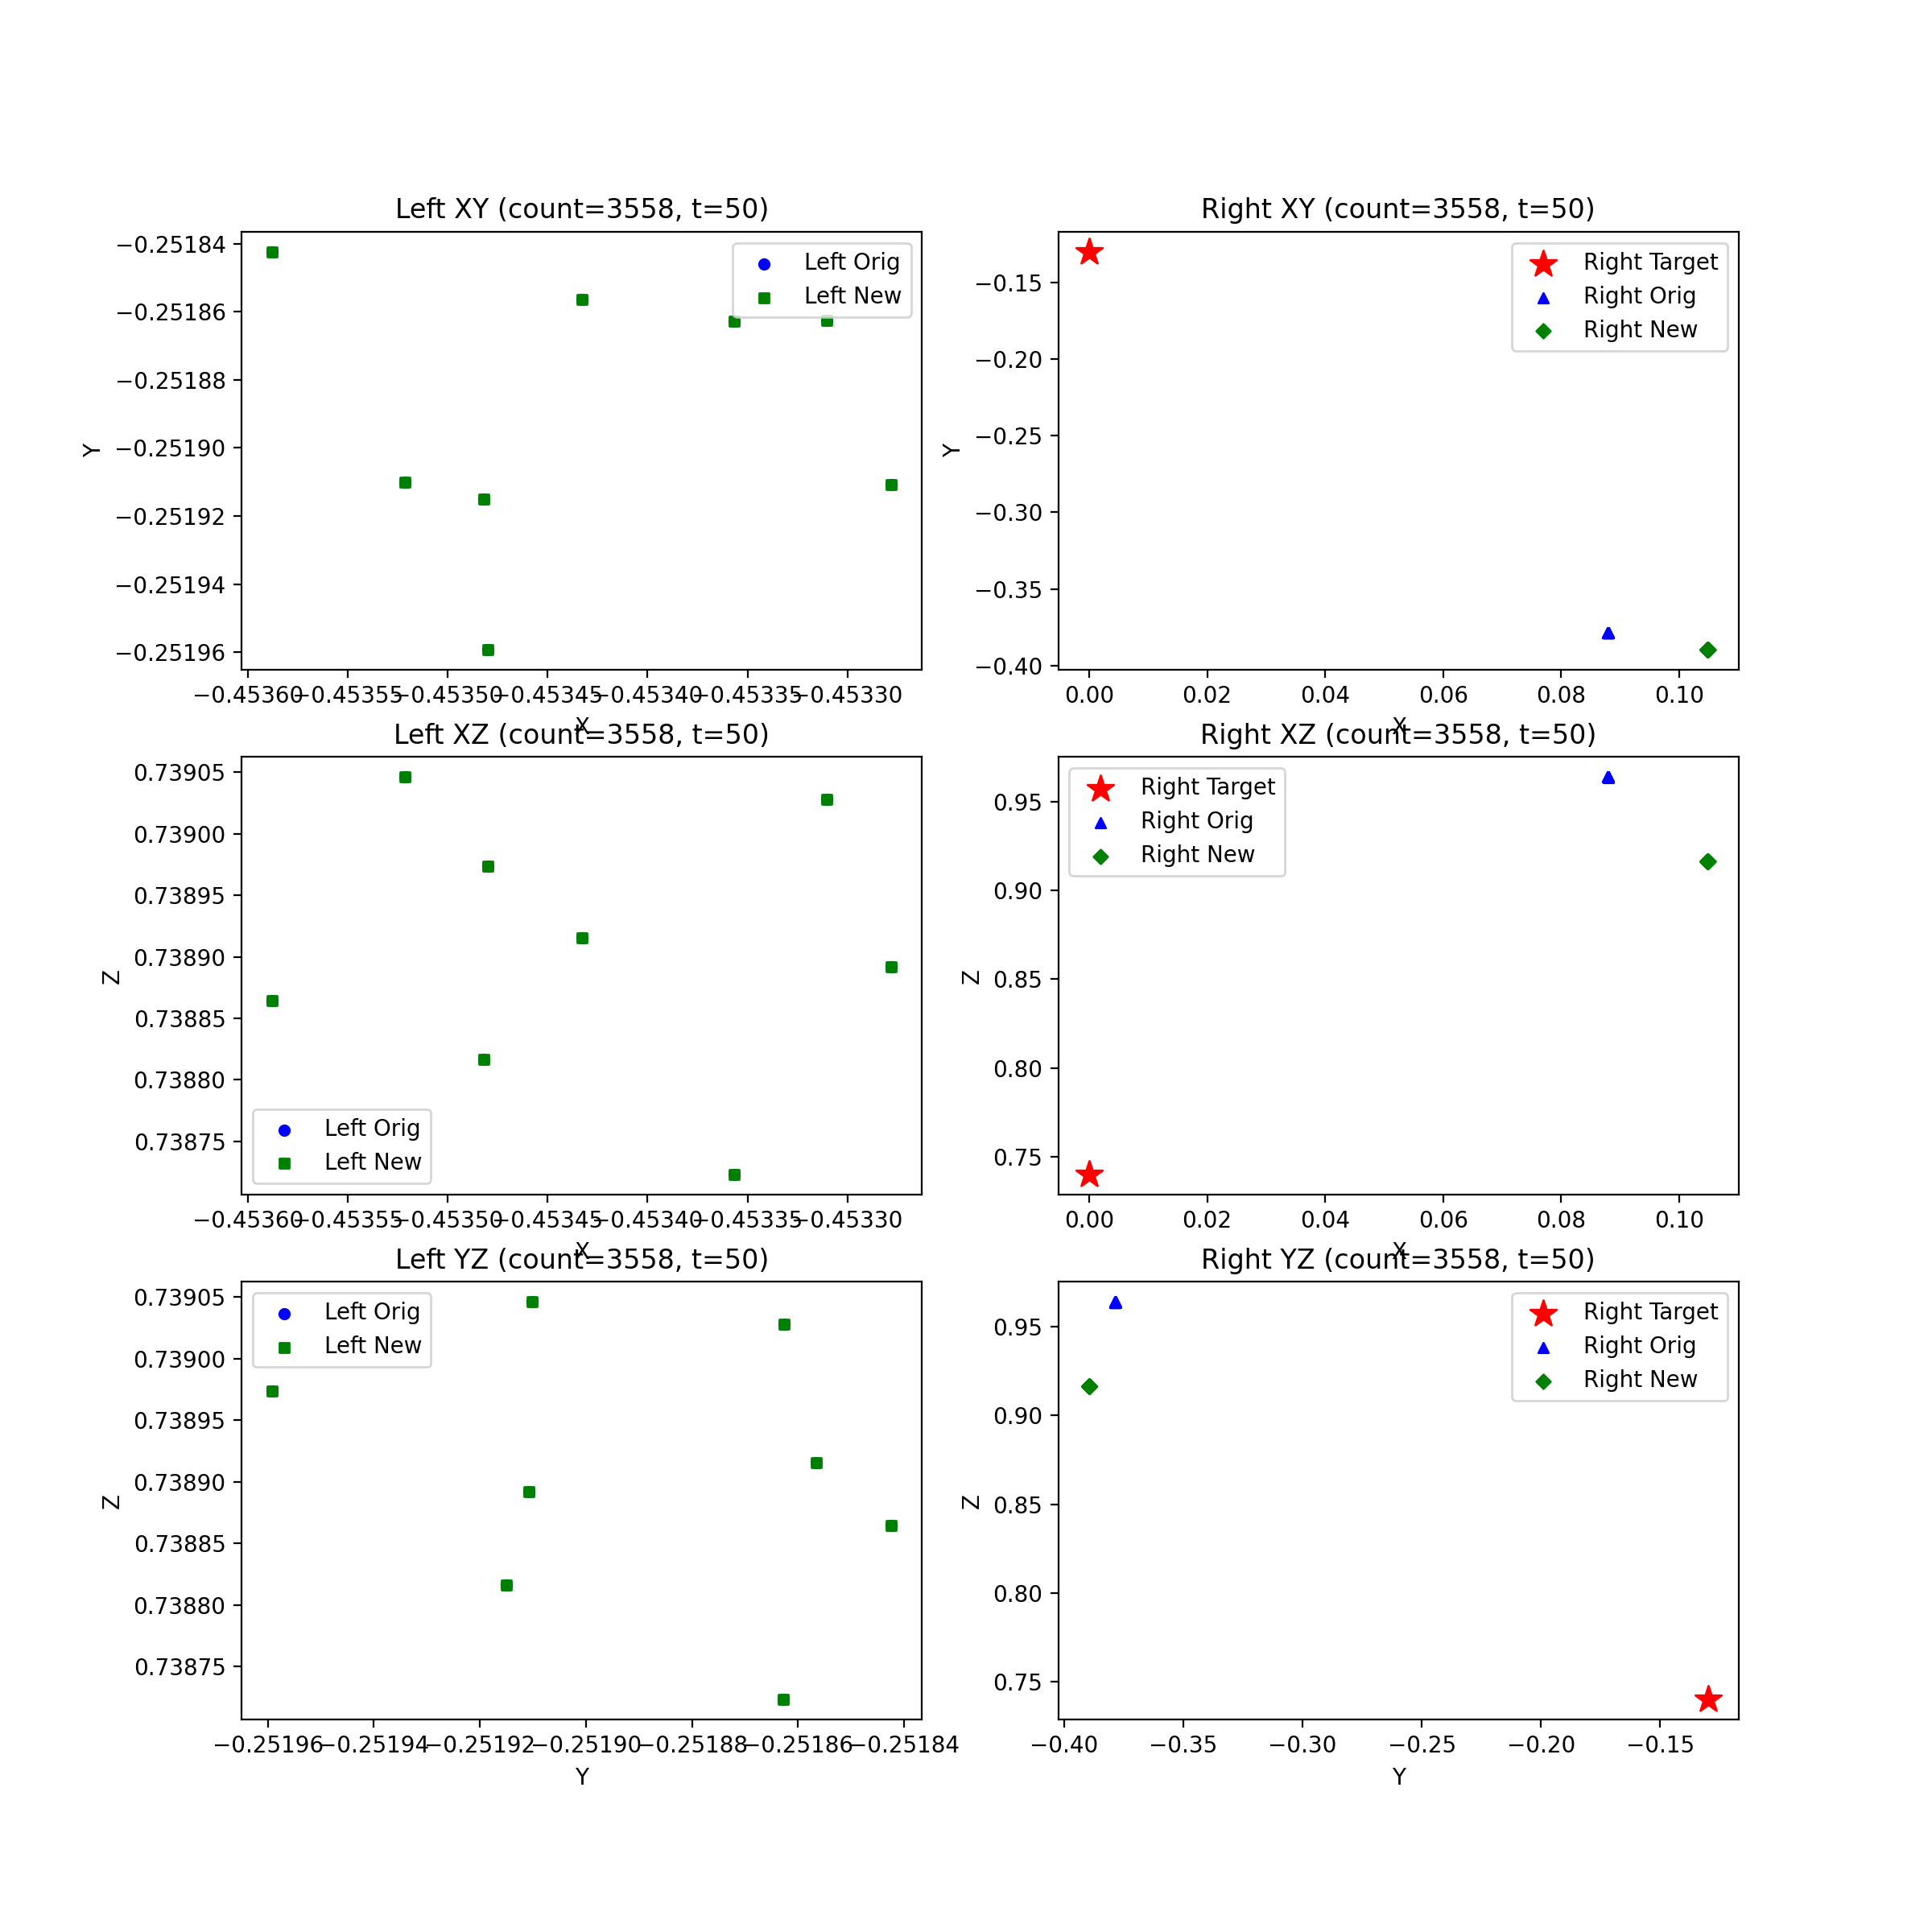 Left XY (count=3558, t=50)
−0.25184
−0.25186
−0.25188
−0.25190
−0.25192
−0.25194
−0.25196
Y
Left Orig
Left New
−0.45360 −0.45355 −0.45350 −0.45345 −0.45340 −0.45335 −0.45330
X
Right XY (count=3558, t=50)
−0.15
−0.20
−0.25
−0.30
−0.35
−0.40
Y
Right Target
Right Orig
Right New
0.00 0.02 0.04 0.06 0.08 0.10
X
Left XZ (count=3558, t=50)
0.73905
0.73900
0.73895
0.73890
0.73885
0.73880
0.73875
Z
Left Orig
Left New
−0.45360 −0.45355 −0.45350 −0.45345 −0.45340 −0.45335 −0.45330
X
Right XZ (count=3558, t=50)
0.95
0.90
0.85
0.80
0.75
Z
Right Target
Right Orig
Right New
0.00 0.02 0.04 0.06 0.08 0.10
X
Left YZ (count=3558, t=50)
0.73905
0.73900
0.73895
0.73890
0.73885
0.73880
0.73875
Z
Left Orig
Left New
−0.25196 −0.25194 −0.25192 −0.25190 −0.25188 −0.25186 −0.25184
Y
Right YZ (count=3558, t=50)
0.95
0.90
0.85
0.80
0.75
Z
Right Target
Right Orig
Right New
−0.40 −0.35 −0.30 −0.25 −0.20 −0.15
Y